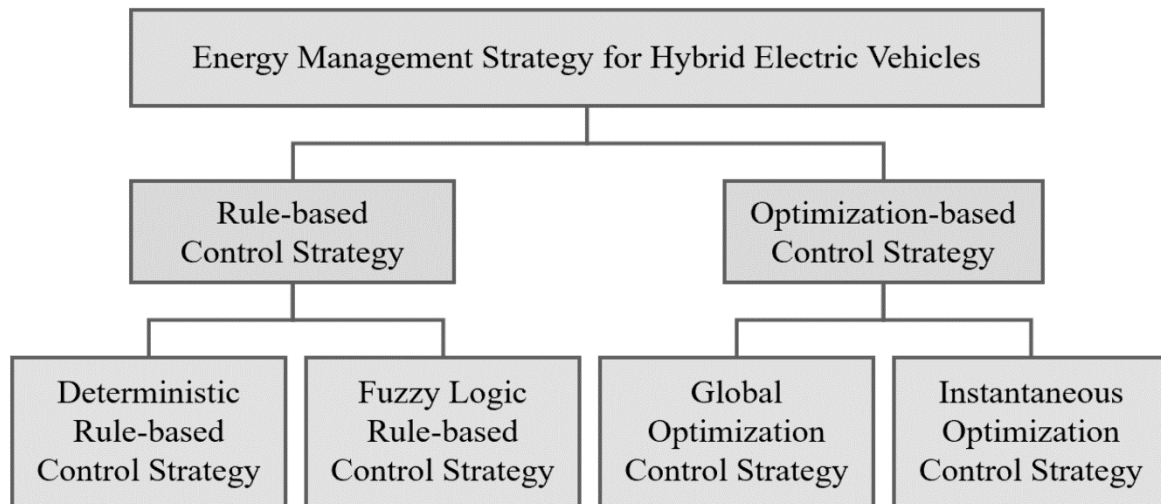 Energy Management Strategy for Hybrid Electric Vehicles
Rule-based
Control Strategy
Optimization-based
Control Strategy
Deterministic
Rule-based
Control Strategy
Fuzzy Logic
Rule-based
Control Strategy
Global
Optimization
Control Strategy
Instantaneous
Optimization
Control Strategy